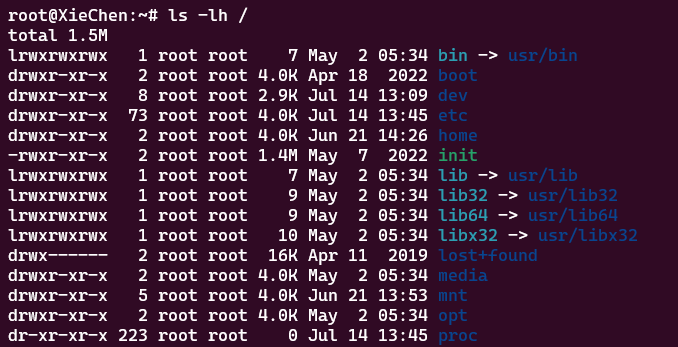 root@XieChen:~# ls -lh /
total 1.5M
lrwxrwxrwx   1 root root    7 May  2 05:34 bin -> usr/bin
drwxr-xr-x   2 root root 4.0K Apr 18  2022 boot
drwxr-xr-x   8 root root 2.9K Jul 14 13:09 dev
drwxr-xr-x  73 root root 4.0K Jul 14 13:45 etc
drwxr-xr-x   2 root root 4.0K Jun 21 14:26 home
-rwxr-xr-x   2 root root 1.4M May  7  2022 init
lrwxrwxrwx   1 root root    7 May  2 05:34 lib -> usr/lib
lrwxrwxrwx   1 root root    9 May  2 05:34 lib32 -> usr/lib32
lrwxrwxrwx   1 root root    9 May  2 05:34 lib64 -> usr/lib64
lrwxrwxrwx   1 root root   10 May  2 05:34 libx32 -> usr/libx32
drwx------   2 root root  16K Apr 11  2019 lost+found
drwxr-xr-x   2 root root 4.0K May  2 05:34 media
drwxr-xr-x   5 root root 4.0K Jun 21 13:53 mnt
drwxr-xr-x   2 root root 4.0K May  2 05:34 opt
dr-xr-xr-x 223 root root    0 Jul 14 13:45 proc